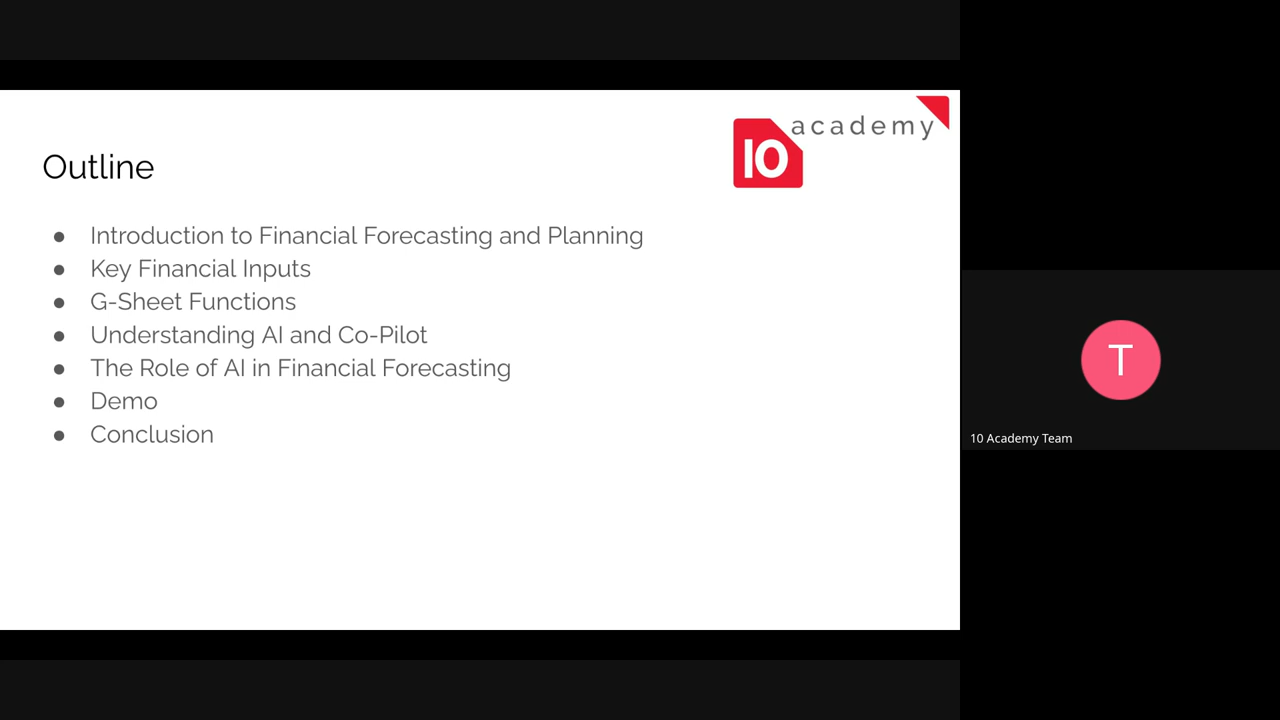 academy
10
Outline
● Introduction to Financial Forecasting and Planning
● Key Financial Inputs
● G-Sheet Functions
● Understanding AI and Co-Pilot
● The Role of AI in Financial Forecasting
● Demo
● Conclusion
T
10 Academy Team